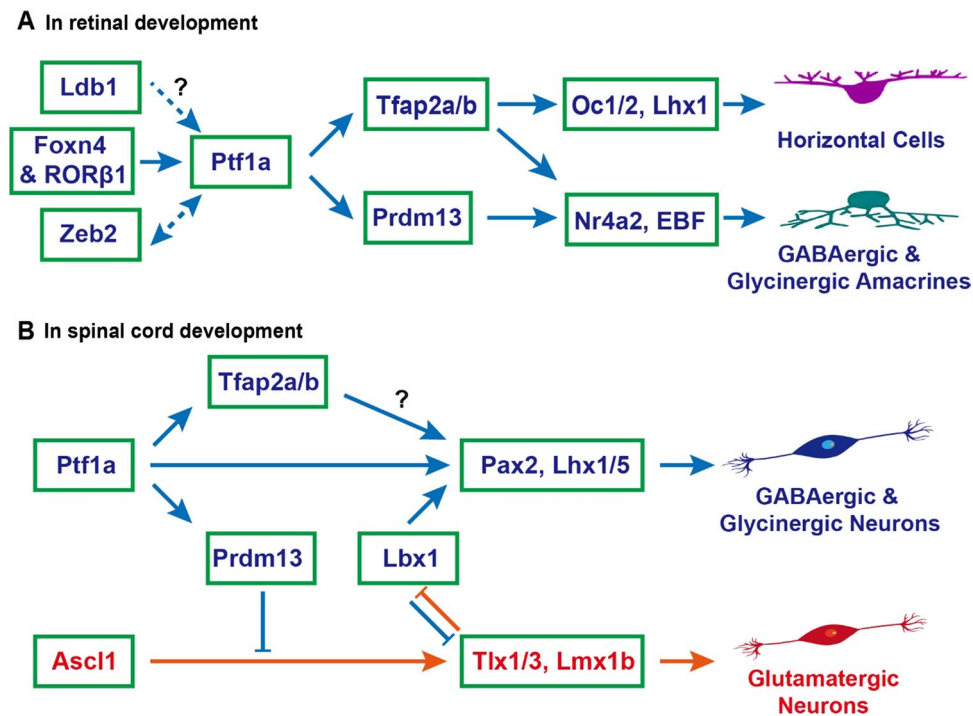 A In retinal development
Ldb1
?
Foxn4
& RORβ1
Zeb2
Ptf1a
Tfap2a/b
Prdm13
Oc1/2, Lhx1
Nr4a2, EBF
Horizontal Cells
GABAergic &
Glycinergic Amacrines
B In spinal cord development
Tfap2a/b
?
Ptf1a
Pax2, Lhx1/5
GABAergic &
Glycinergic Neurons
Prdm13
Lbx1
Ascl1
Tlx1/3, Lmx1b
Glutamatergic
Neurons